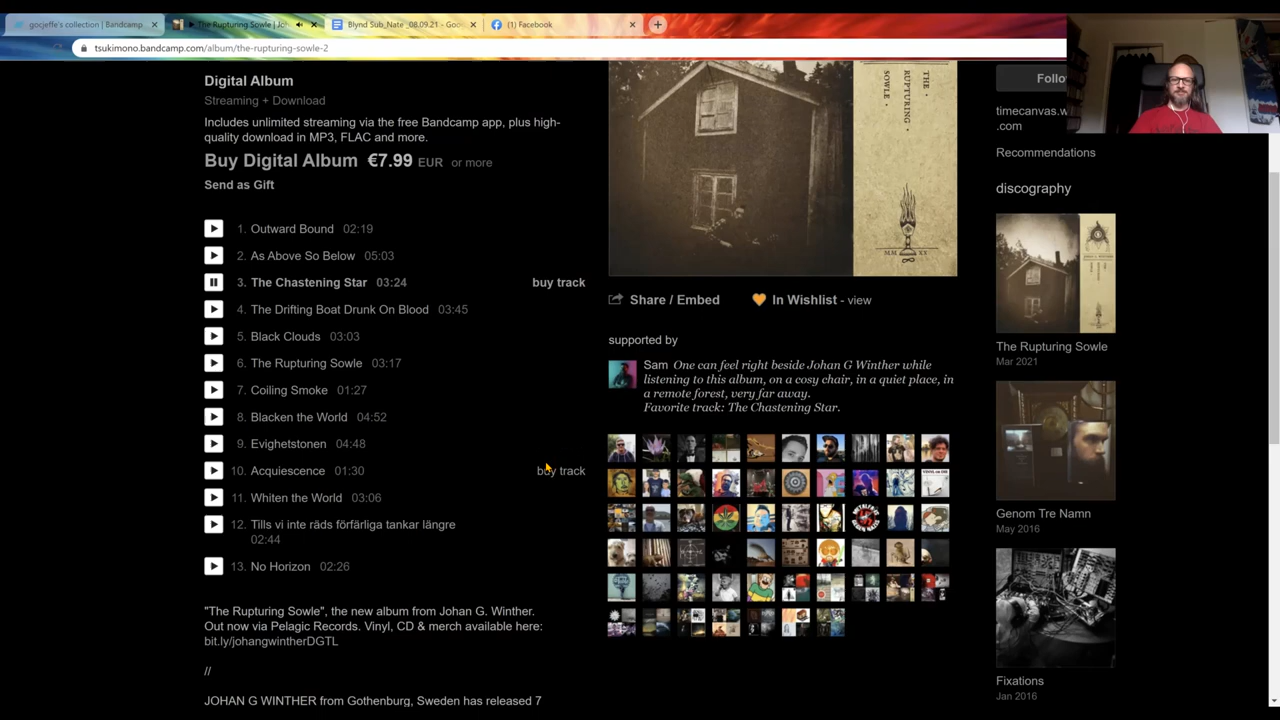 gocjeffe's collection | Bandcamp
The Rupturing Sowle | Jo
Blynd Sub_Nate_08.09.21 - Goo
(1) Facebook
tsukimono.bandcamp.com/album/the-rupturing-sowle-2
Digital Album
Streaming + Download
Includes unlimited streaming via the free Bandcamp app, plus high-
quality download in MP3, FLAC and more.
Buy Digital Album €7.99 EUR or more
Send as Gift
1. Outward Bound 02:19
2. As Above So Below 05:03
3. The Chastening Star 03:24 buy track
4. The Drifting Boat Drunk On Blood 03:45
5. Black Clouds 03:03
6. The Rupturing Sowle 03:17
7. Coiling Smoke 01:27
8. Blacken the World 04:52
9. Evighetstonen 04:48
10. Acquiescence 01:30 buy track
11. Whiten the World 03:06
12. Tills vi inte räds förfärliga tankar längre
02:44
13. No Horizon 02:26
"The Rupturing Sowle", the new album from Johan G. Winther.
Out now via Pelagic Records. Vinyl, CD & merch available here:
bit.ly/johangwintherDGTL
//
JOHAN G WINTHER from Gothenburg, Sweden has released 7
THE •
RUPTURING •
SOWLE •
MM XX
Share / Embed
In Wishlist - view
supported by
Sam One can feel right beside Johan G Winther while
listening to this album, on a cosy chair, in a quiet place, in
a remote forest, very far away.
Favorite track: The Chastening Star.
Follo
timecanvas.w
.com
Recommendations
discography
The Rupturing Sowle
Mar 2021
Genom Tre Namn
May 2016
Fixations
Jan 2016